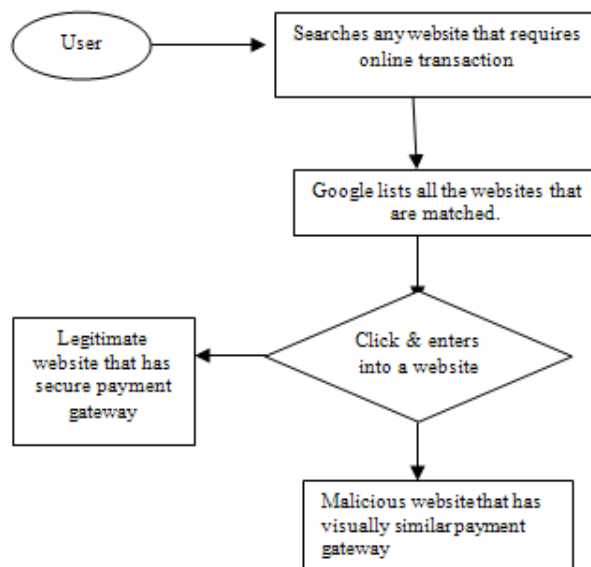 User
Searches any website that requires
online transaction
Google lists all the websites that
are matched.
Click & enters
into a website
Legitimate
website that has
secure payment
gateway
Malicious website that has
visually similar payment
gateway